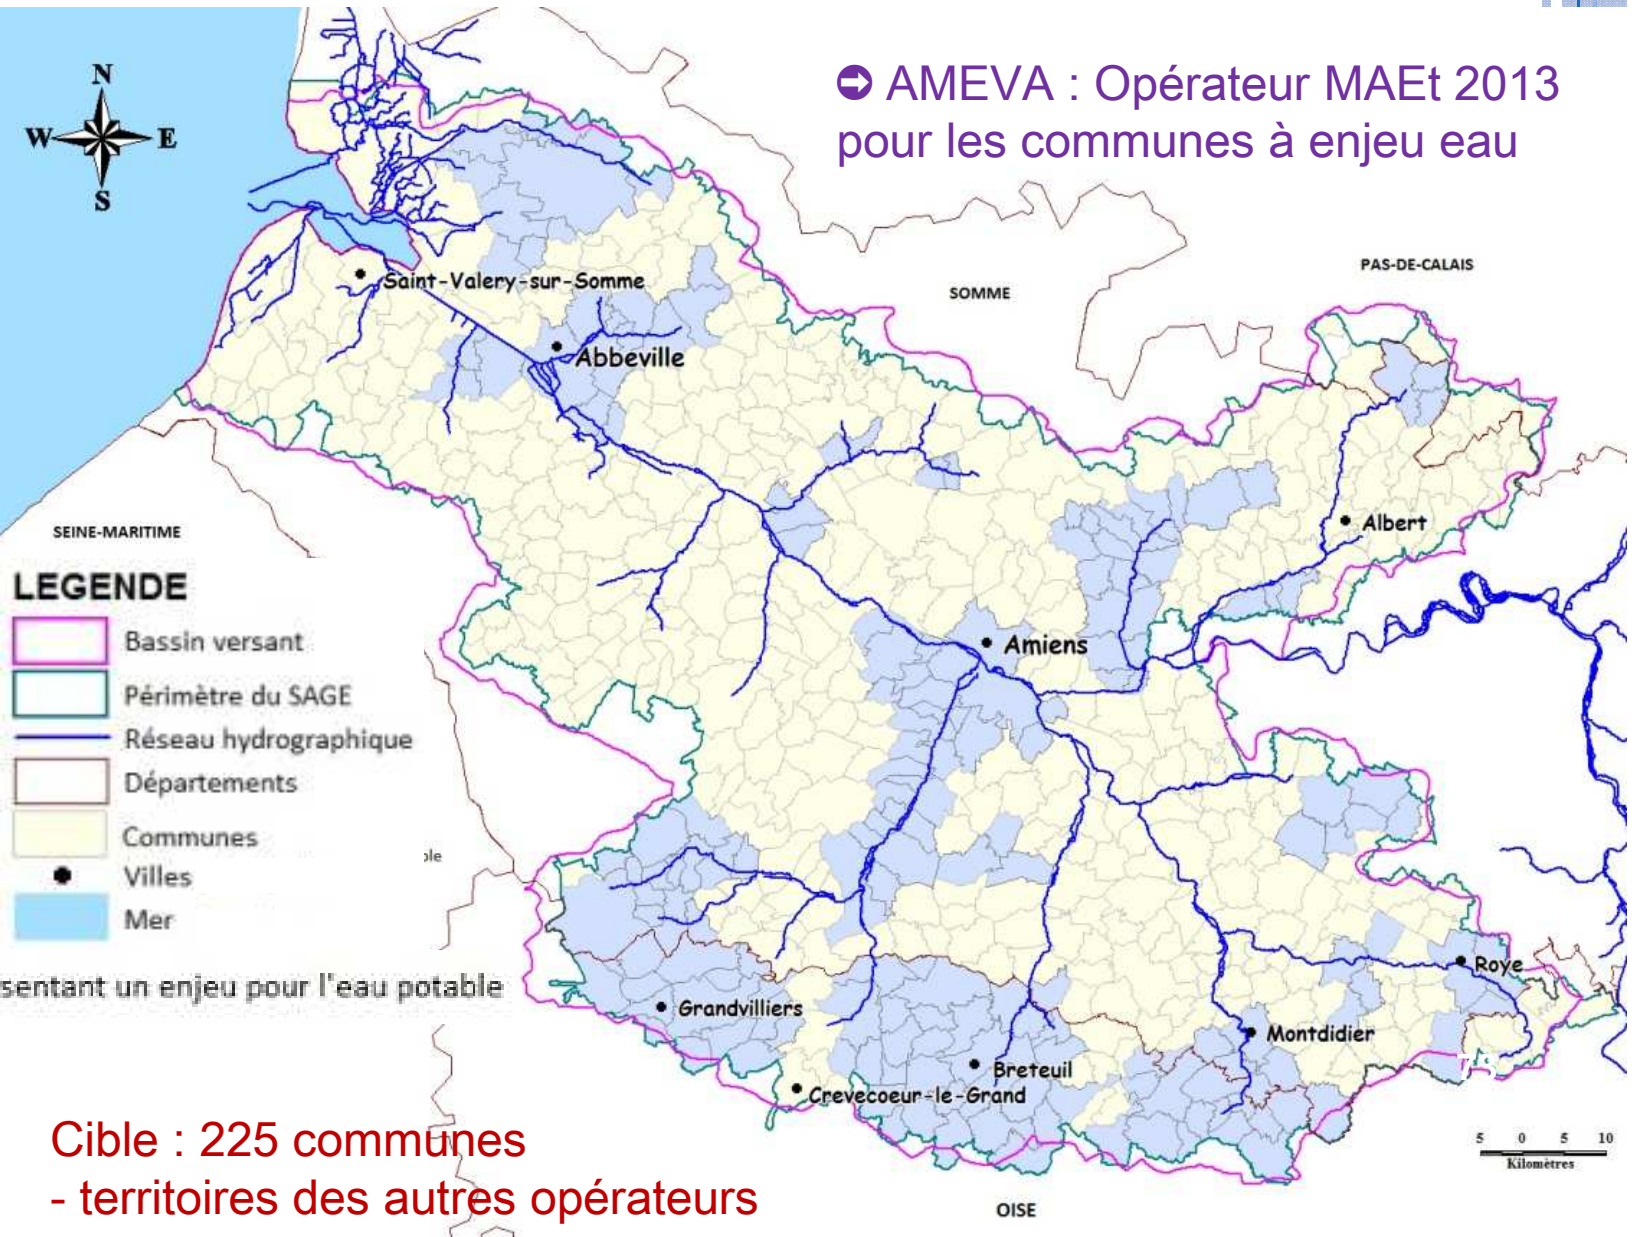 ➲ AMEVA : Opérateur MAEt 2013
pour les communes à enjeu eau
N
W
E
S
PAS-DE-CALAIS
SOMME
Saint-Valery-sur-Somme
Abbeville
Albert
SEINE-MARITIME
LEGENDE
Bassin versant
Périmètre du SAGE
Réseau hydrographique
Départements
Communes
Villes
Mer
Amiens
ble
sentant un enjeu pour l'eau potable
Roye
Grandvilliers
Montdidier
Breteuil
Crevecoeur-le-Grand
75
Cible : 225 communes
- territoires des autres opérateurs
5 0 5 10
Kilomètres
OISE